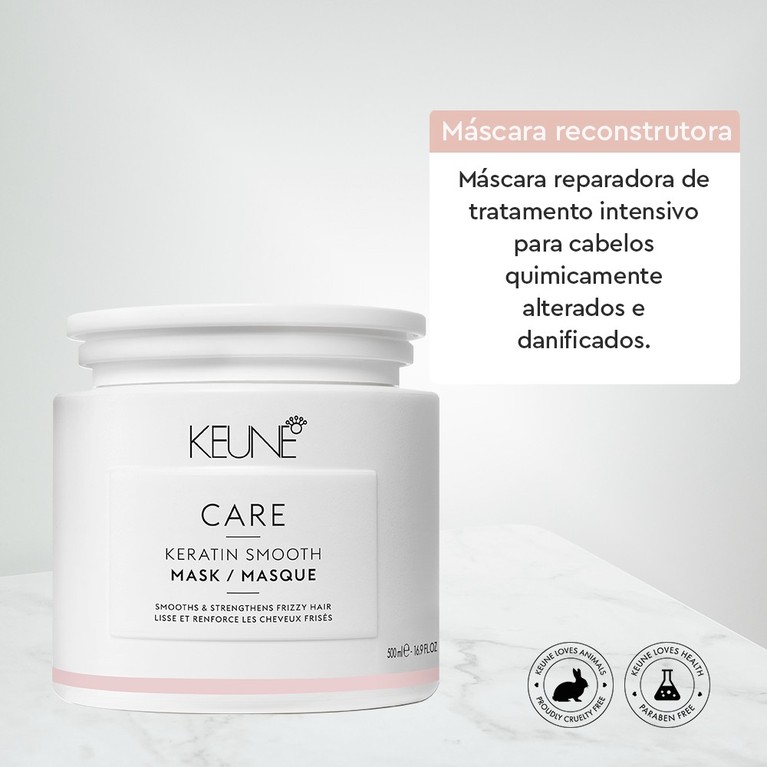 Máscara reconstrutora
Máscara reparadora de
tratamento intensivo
para cabelos
quimicamente
alterados e
danificados.
KEUNE
CARE
KERATIN SMOOTH
MASK / MASQUE
SMOOTHS & STRENGTHENS FRIZZY HAIR
LISSE ET RENFORCE LES CHEVEUX FRISÉS
500 ml ℮ - 16.9 FL.OZ
KEUNE LOVES ANIMALS
PROUDLY CRUELTY FREE
KEUNE LOVES HEALTH
PARABEN FREE